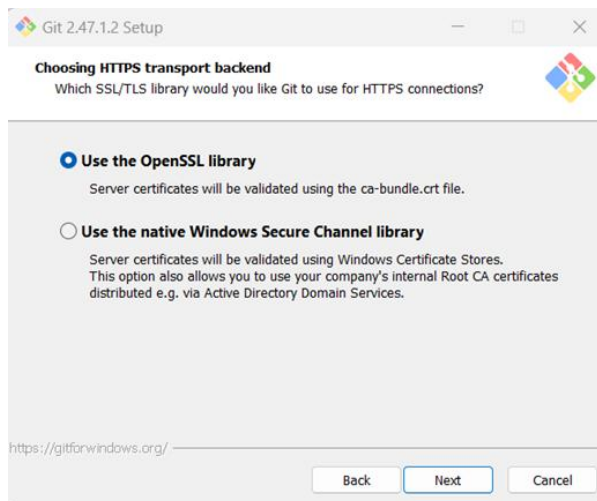 Git 2.47.1.2 Setup
Choosing HTTPS transport backend
Which SSL/TLS library would you like Git to use for HTTPS connections?
Use the OpenSSL library
Server certificates will be validated using the ca-bundle.crt file.
Use the native Windows Secure Channel library
Server certificates will be validated using Windows Certificate Stores.
This option also allows you to use your company's internal Root CA certificates
distributed e.g. via Active Directory Domain Services.
https://gitforwindows.org/
Back Next Cancel